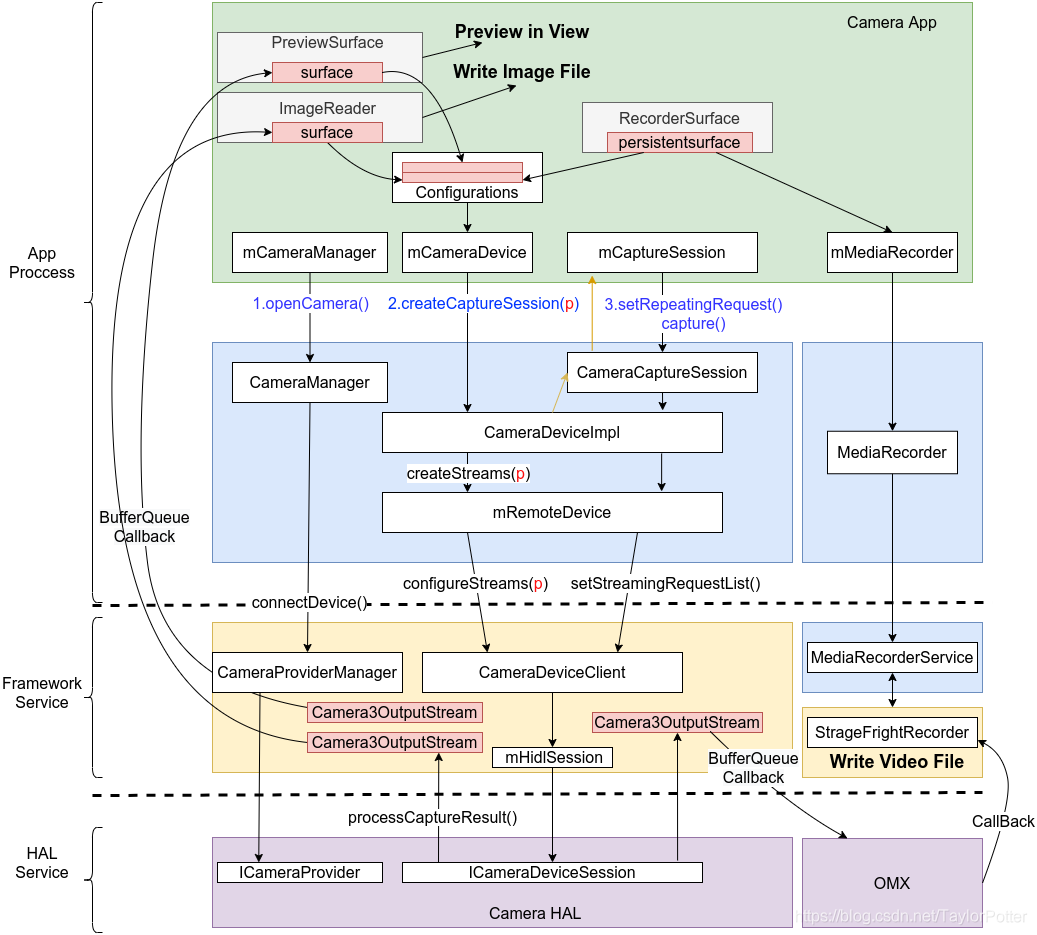 Camera App
PreviewSurface
surface
Preview in View
Write Image File
ImageReader
surface
RecorderSurface
persistentsurface
Configurations
mCameraManager
mCameraDevice
mCaptureSession
mMediaRecorder
App
Proccess
1.openCamera()
2.createCaptureSession(p)
3.setRepeatingRequest()
capture()
CameraManager
CameraCaptureSession
CameraDeviceImpl
MediaRecorder
createStreams(p)
mRemoteDevice
BufferQueue
Callback
configureStreams(p)
setStreamingRequestList()
connectDevice()
Framework
Service
CameraProviderManager
CameraDeviceClient
MediaRecorderService
Camera3OutputStream
Camera3OutputStream
Camera3OutputStream
StrageFrightRecorder
Write Video File
mHidlSession
BufferQueue
Callback
processCaptureResult()
CallBack
HAL
Service
ICameraProvider
ICameraDeviceSession
Camera HAL
OMX
https://blog.csdn.net/TaylorPotter